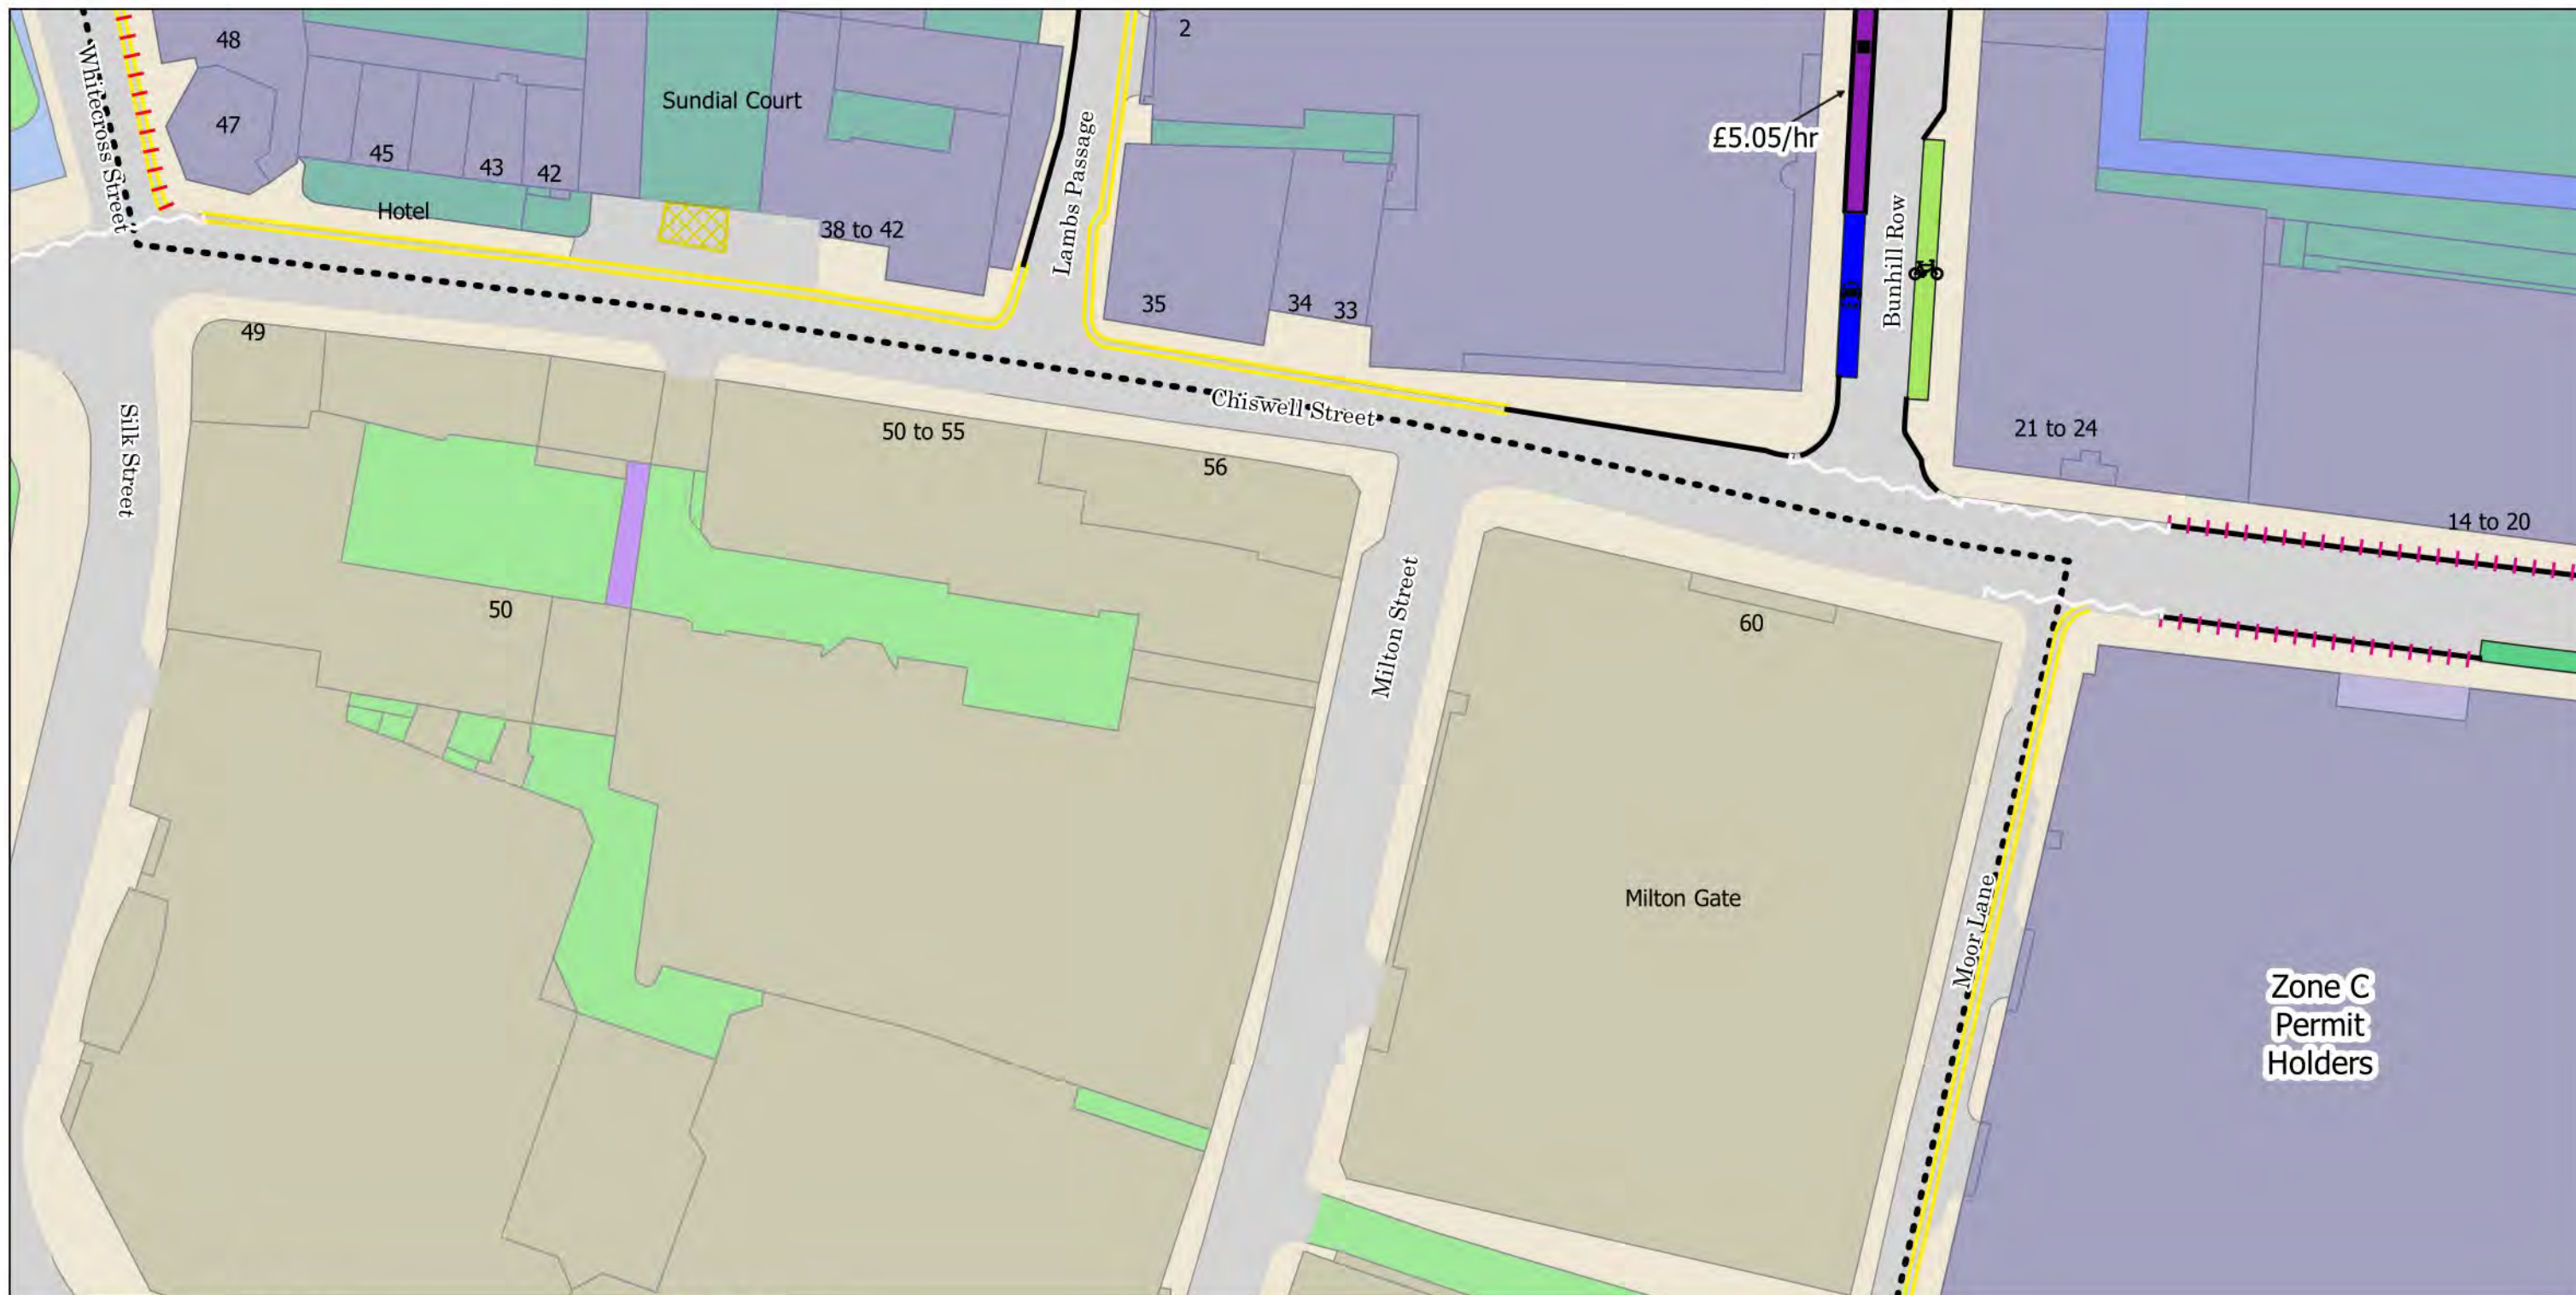 48
2
Whitecross Street
Sundial Court
47
£5.05/hr
45
43
42
Lambs Passage
Hotel
38 to 42
Bunhill Row
35
34
33
49
Chiswell Street
Silk Street
50 to 55
21 to 24
56
14 to 20
50
Milton Street
60
Milton Gate
Moor Lane
Zone C
Permit
Holders